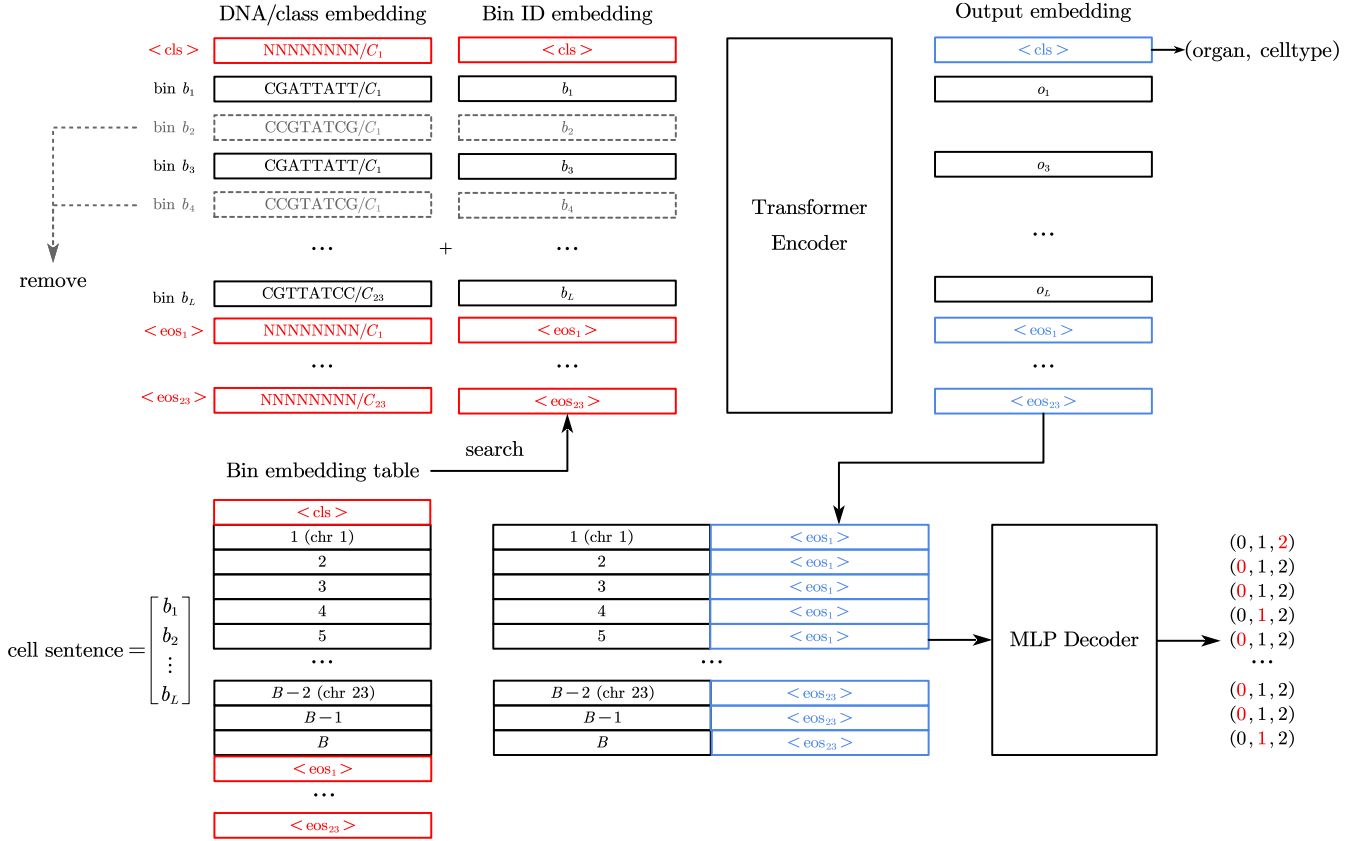 DNA/class embedding Bin ID embedding Output embedding
<cls> NNNNNNNN/C₁ <cls> <cls> (organ, celltype)
bin b₁ CGATTATT/C₁ b₁ o₁
bin b₂ CCGTATCG/C₁ b₂
bin b₃ CGATTATT/C₁ b₃ o₃
bin b₄ CCGTATCG/C₁ b₄
Transformer
Encoder
... + ... ...
remove
bin b_L CGTTATCC/C₂₃ b_L o_L
<eos₁> NNNNNNNN/C₁ <eos₁> <eos₁>
... ... ...
<eos₂₃> NNNNNNNN/C₂₃ <eos₂₃> <eos₂₃>
search
Bin embedding table
<cls>
1 (chr 1) 1 (chr 1) <eos₁> (0, 1, 2)
2 2 <eos₁> (0, 1, 2)
3 3 <eos₁> (0, 1, 2)
4 4 <eos₁> (0, 1, 2)
5 5 <eos₁> (0, 1, 2)
MLP Decoder
cell sentence = [b₁ b₂ ⋮ b_L]
... ... ...
B−2 (chr 23) B−2 (chr 23) <eos₂₃> (0, 1, 2)
B−1 B−1 <eos₂₃> (0, 1, 2)
B B <eos₂₃> (0, 1, 2)
<eos₁>
...
<eos₂₃>